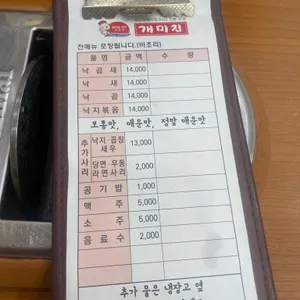 개미집
전메뉴 포장됩니다.(비조리)
품 명 금 액 수 량
낙 곱 새 14,000
낙 새 14,000
낙 곱 14,000
낙지볶음 14,000
보통맛, 매운맛, 정말 매운맛
추가사리
낙지 곱창 새우 13,000
당면 우동 라면사리 2,000
공 기 밥 1,000
맥 주 5,000
소 주 5,000
음 료 수 2,000
추가 물은 냉장고 옆